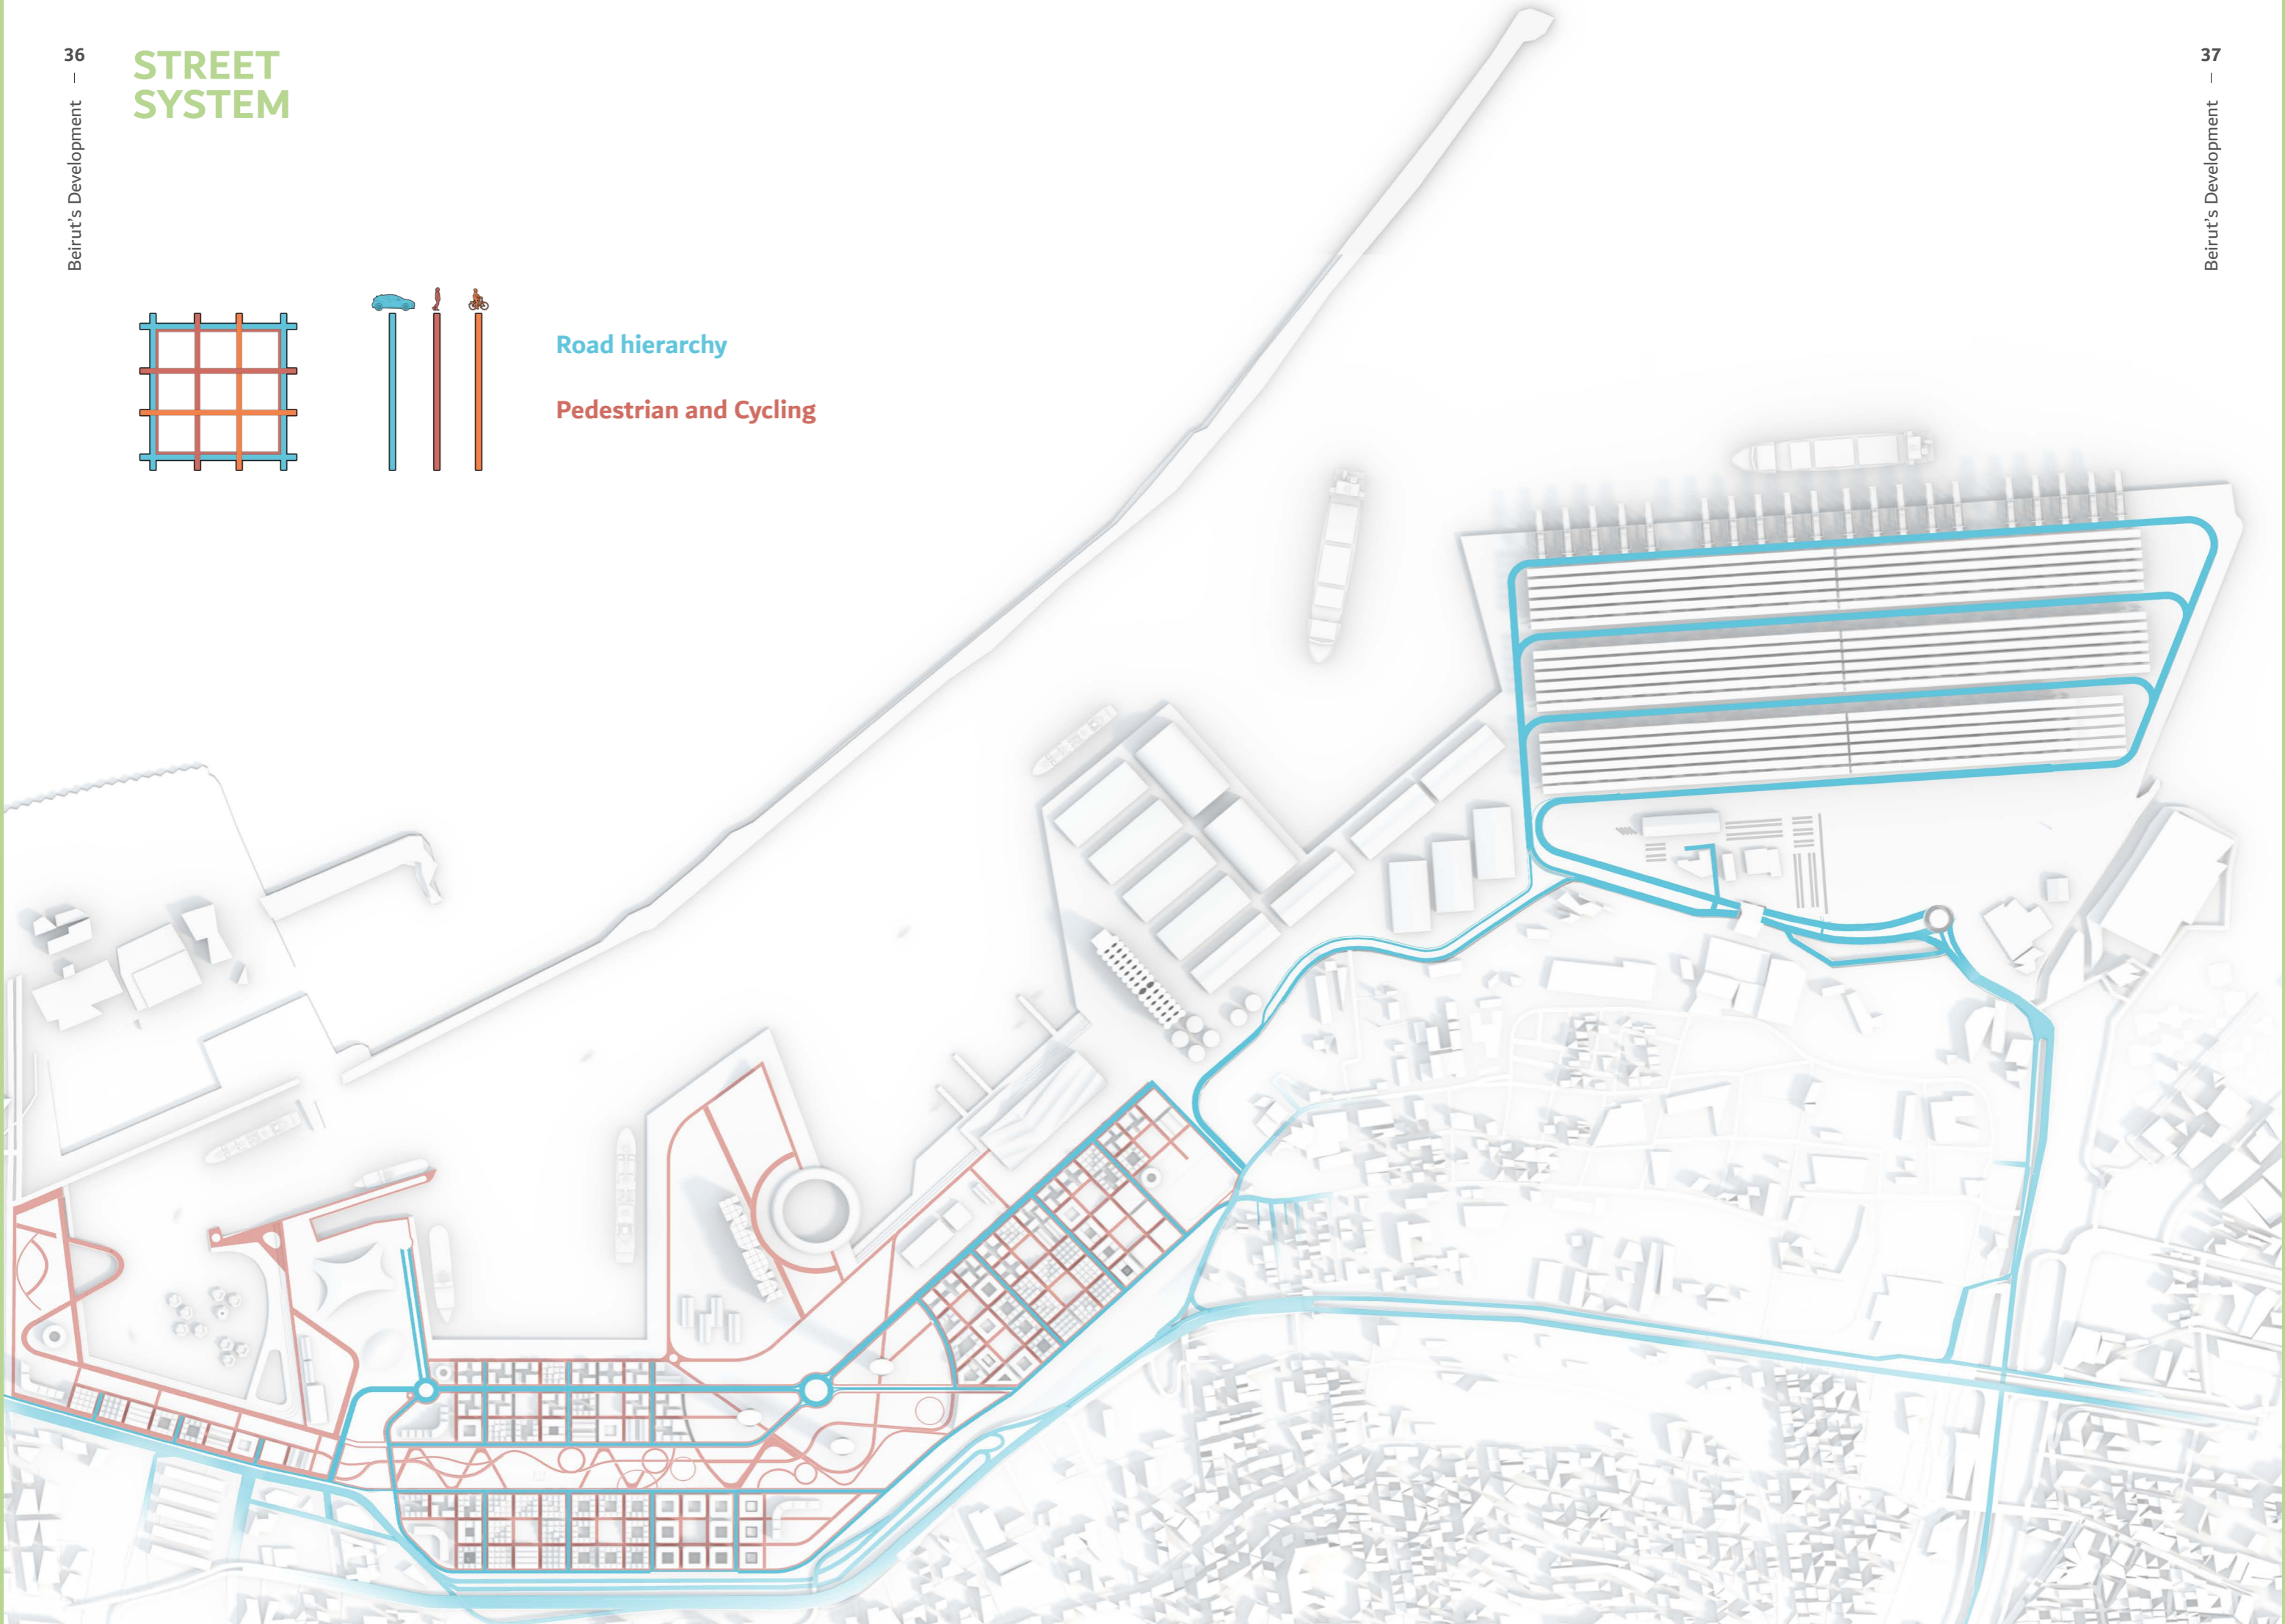 36
Beirut's Development
STREET
SYSTEM
Road hierarchy
Pedestrian and Cycling
37
Beirut's Development